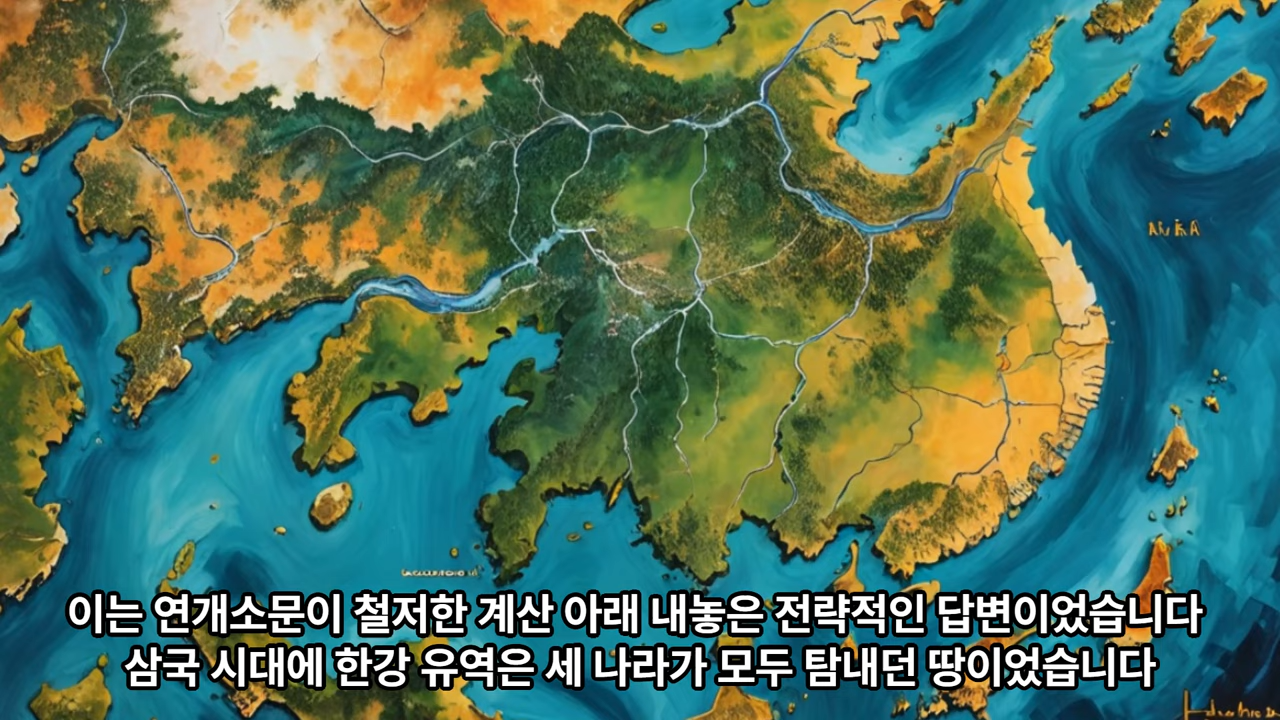 이는 연개소문이 철저한 계산 아래 내놓은 전략적인 답변이었습니다
삼국 시대에 한강 유역은 세 나라가 모두 탐내던 땅이었습니다